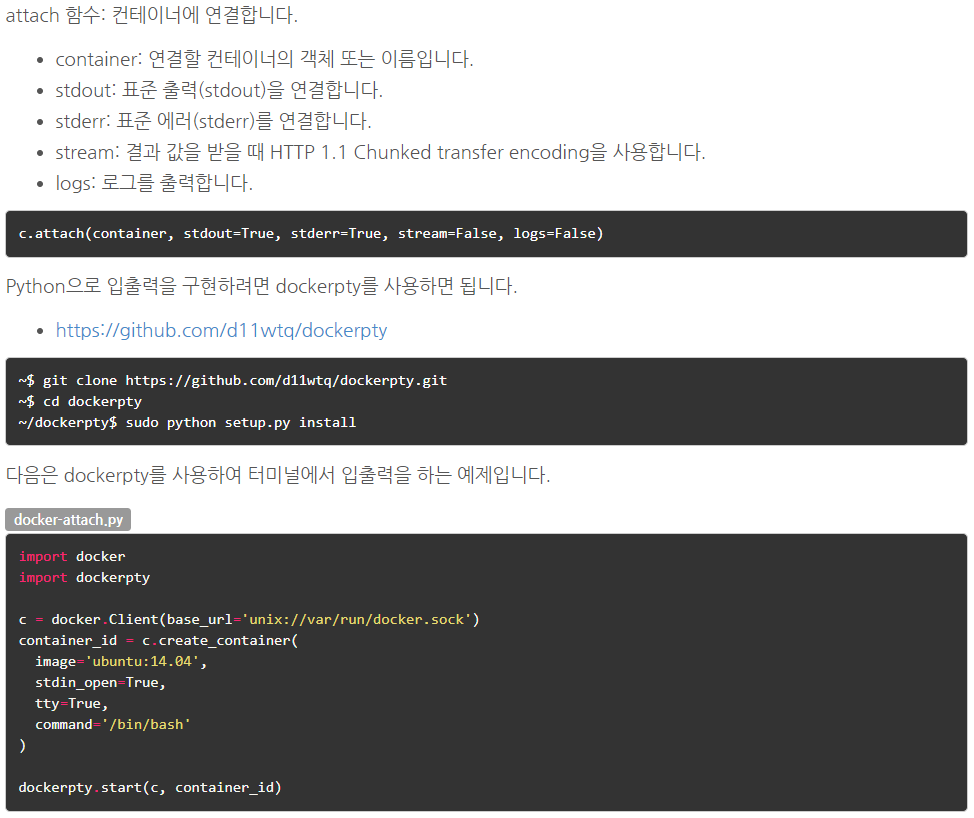 attach 함수: 컨테이너에 연결합니다.
container: 연결할 컨테이너의 객체 또는 이름입니다.
stdout: 표준 출력(stdout)을 연결합니다.
stderr: 표준 에러(stderr)를 연결합니다.
stream: 결과 값을 받을 때 HTTP 1.1 Chunked transfer encoding을 사용합니다.
logs: 로그를 출력합니다.
c.attach(container, stdout=True, stderr=True, stream=False, logs=False)
Python으로 입출력을 구현하려면 dockerpty를 사용하면 됩니다.
https://github.com/d11wtq/dockerpty
~$ git clone https://github.com/d11wtq/dockerpty.git
~$ cd dockerpty
~/dockerpty$ sudo python setup.py install
다음은 dockerpty를 사용하여 터미널에서 입출력을 하는 예제입니다.
docker-attach.py
import docker
import dockerpty
c = docker.Client(base_url='unix://var/run/docker.sock')
container_id = c.create_container(
  image='ubuntu:14.04',
  stdin_open=True,
  tty=True,
  command='/bin/bash'
)
dockerpty.start(c, container_id)